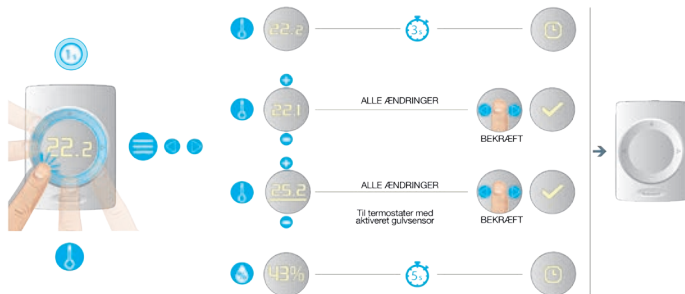 1s
22.2
22.2
3s
22.1
ALLE ÆNDRINGER
BEKRÆFT
25.2
ALLE ÆNDRINGER
Til termostater med
aktiveret gulvsensor
BEKRÆFT
43%
5s